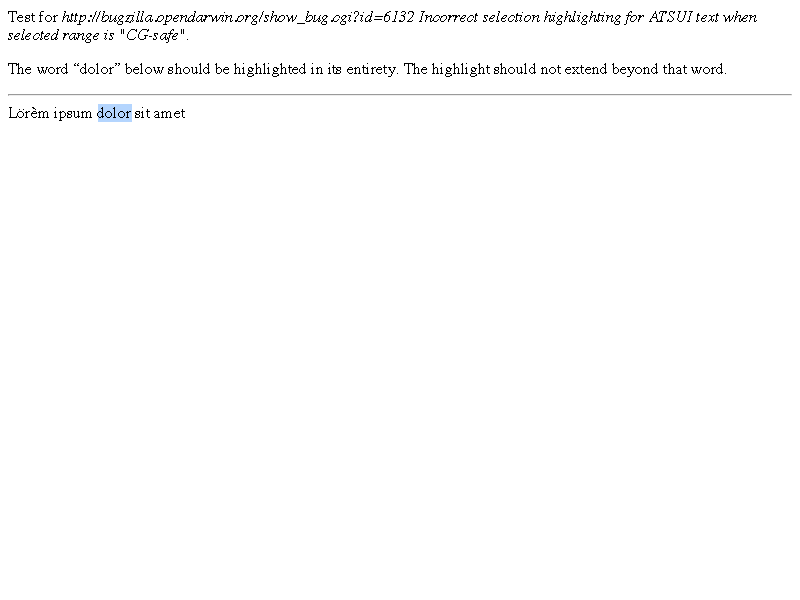 Test for http://bugzilla.opendarwin.org/show_bug.cgi?id=6132 Incorrect selection highlighting for ATSUI text when
selected range is "CG-safe".
The word “dolor” below should be highlighted in its entirety. The highlight should not extend beyond that word.
Lörèm ipsum dolor sit amet